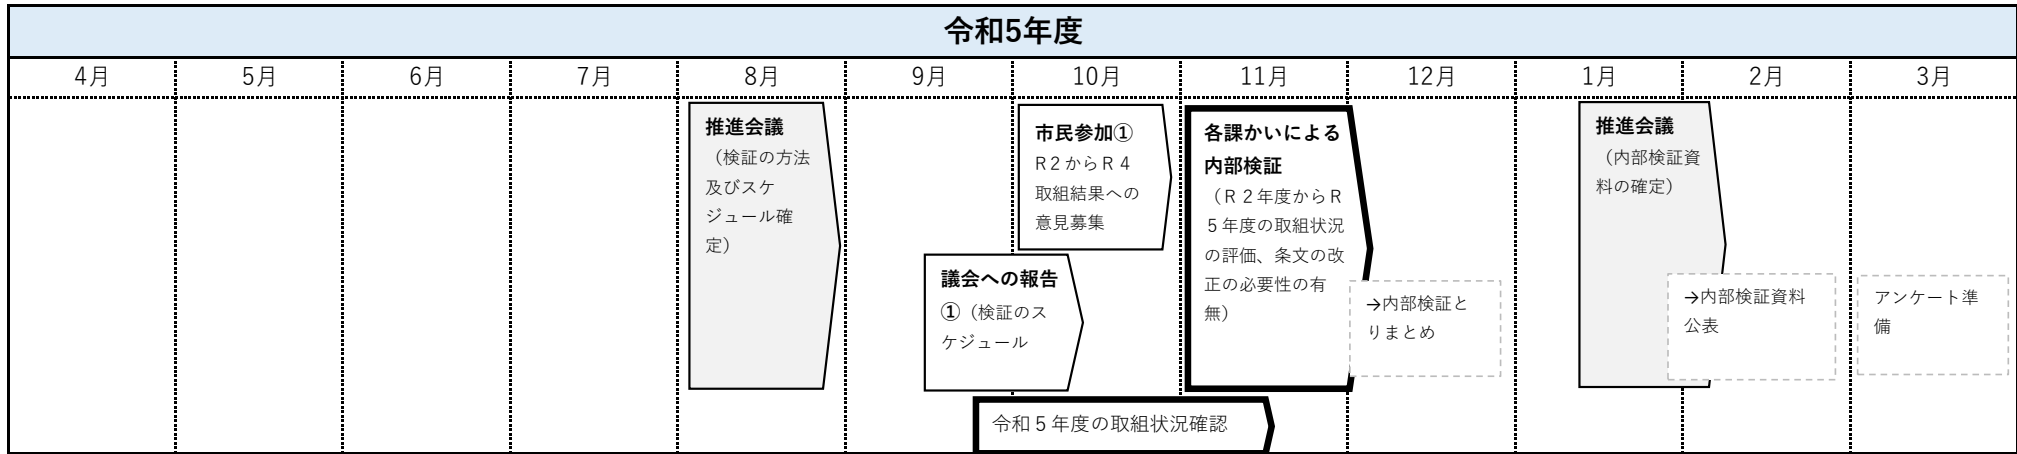 令和5年度
4月
5月
6月
7月
8月
9月
10月
11月
12月
1月
2月
3月
推進会議
（検証の方法
及びスケ
ジュール確
定）
議会への報告
①（検証のス
ケジュール
市民参加①
R２からR４
取組結果への
意見募集
令和５年度の取組状況確認
各課かいによる
内部検証
（R２年度からR
５年度の取組状況
の評価、条文の改
正の必要性の有
無）
→内部検証と
りまとめ
推進会議
（内部検証資
料の確定）
→内部検証資料
公表
アンケート準
備